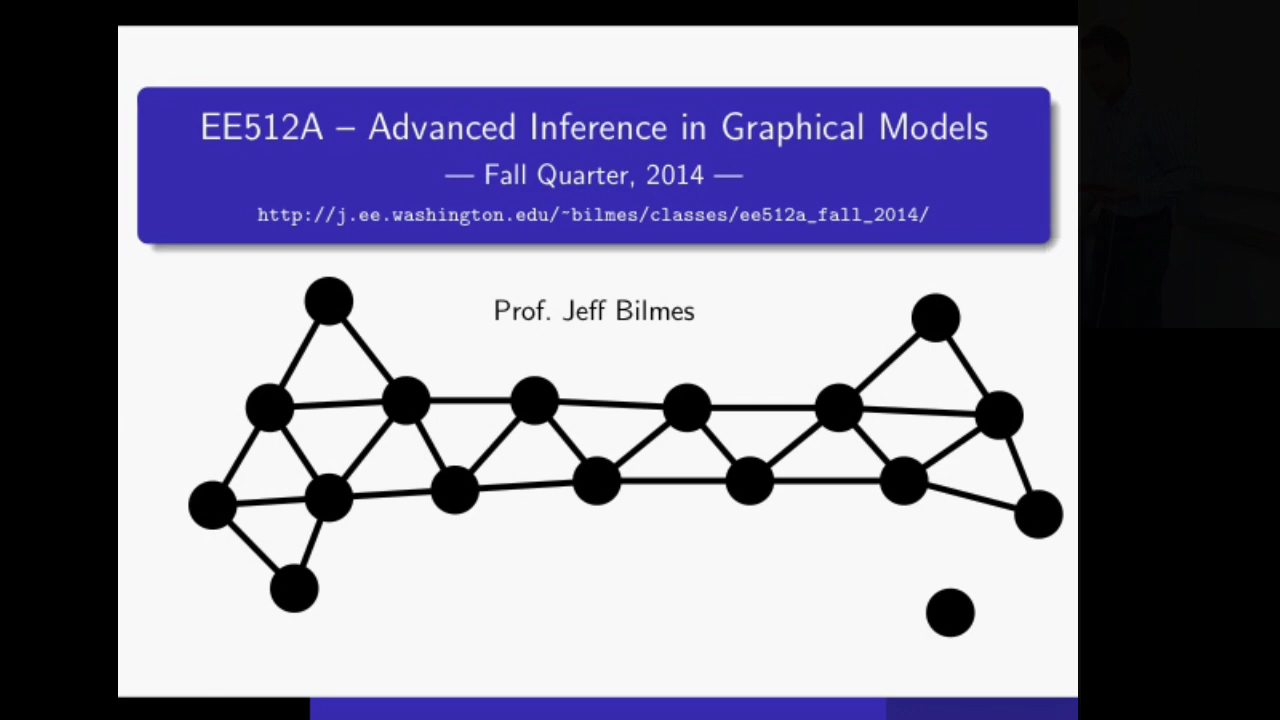 EE512A – Advanced Inference in Graphical Models
— Fall Quarter, 2014 —
http://j.ee.washington.edu/~bilmes/classes/ee512a_fall_2014/
Prof. Jeff Bilmes